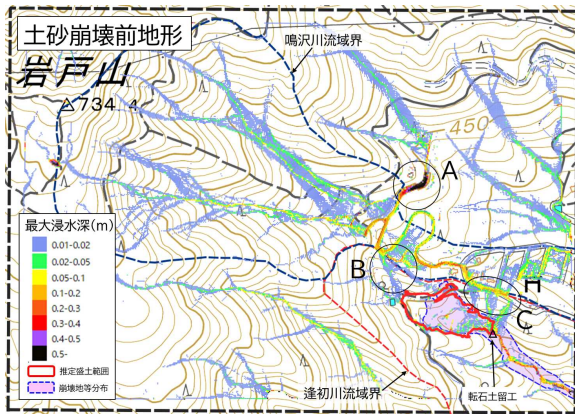 土砂崩壊前地形
鳴沢川流域界
岩戸山
△734.4
450
A
B
C
最大浸水深(m)
0.01-0.02
0.02-0.05
0.05-0.1
0.1-0.2
0.2-0.3
0.3-0.4
0.4-0.5
0.5-
推定盛土範囲
崩壊地等分布
逢初川流域界
転石土留工